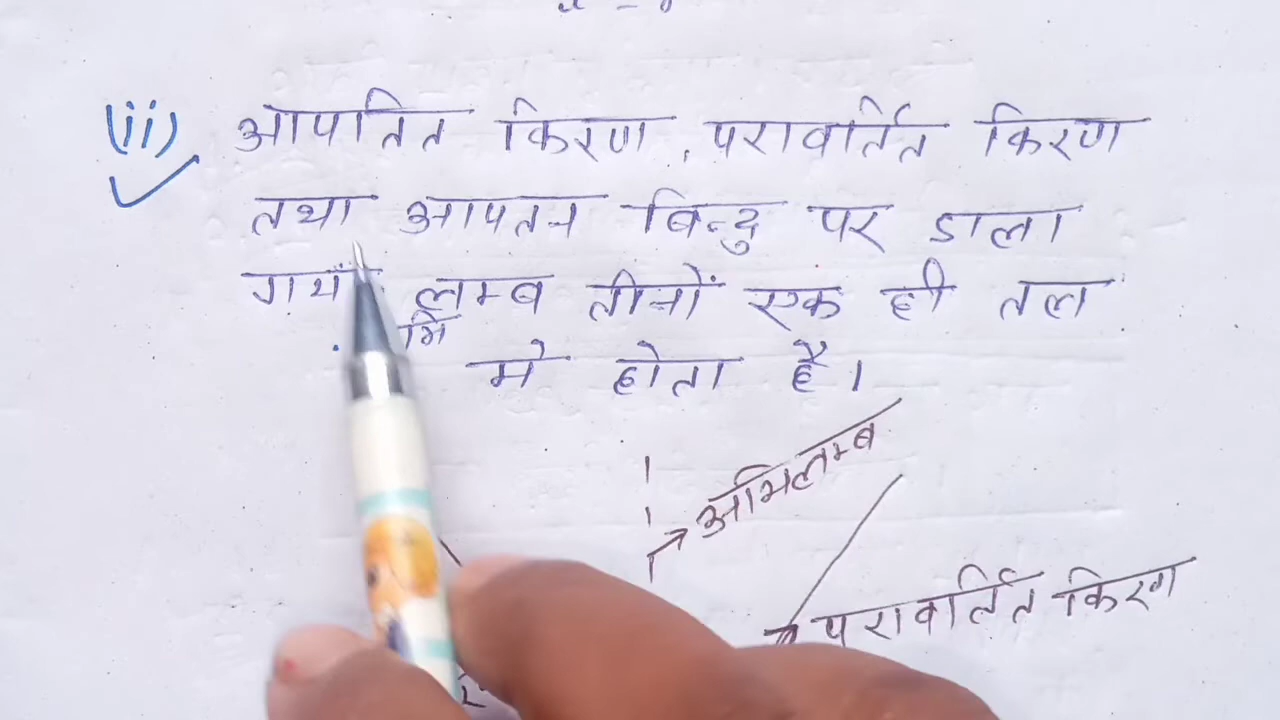 (ii) आपतित किरण, परावर्तित किरण
तथा आपतन बिन्दु पर डाला
गया लम्ब तीनों एक ही तल
भि
मे होता है।
अभिलम्ब
परावर्तित किरण